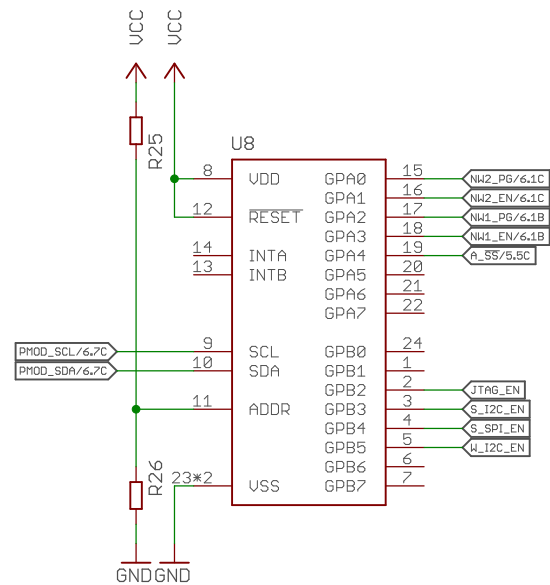 VCC
VCC
R25
U8
8 VDD GPA0 15 NW2_PG/6.1C
GPA1 16 NW2_EN/6.1C
12 RESET GPA2 17 NW1_PG/6.1B
GPA3 18 NW1_EN/6.1B
14 INTA GPA4 19 A_SS/5.5C
13 INTB GPA5 20
GPA6 21
GPA7 22
PMOD_SCL/6.7C 9 SCL GPB0 24
PMOD_SDA/6.7C 10 SDA GPB1 1
GPB2 2 JTAG_EN
11 ADDR GPB3 3 S_I2C_EN
GPB4 4 S_SPI_EN
GPB5 5 W_I2C_EN
R26
GPB6 6
23*2 VSS GPB7 7
GND GND